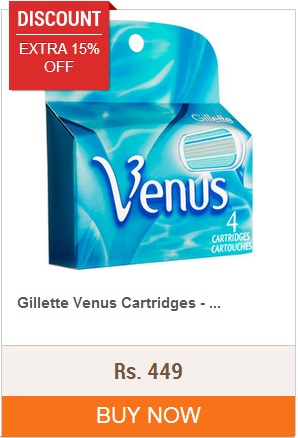 DISCOUNT
EXTRA 15%
OFF
Gillette
Venus
4
CARTRIDGES
CARTOUCHES
Gillette Venus Cartridges - ...
Rs. 449
BUY NOW